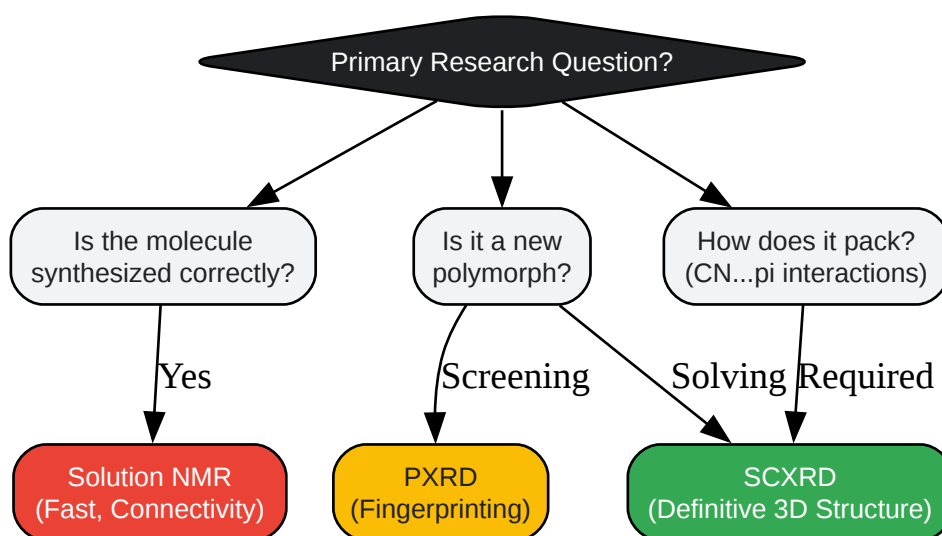 Primary Research Question?
Is the molecule
synthesized correctly?
Is it a new
polymorph?
How does it pack?
(CN...pi interactions)
Yes
Screening
Solving
Required
Solution NMR
(Fast, Connectivity)
PXRD
(Fingerprinting)
SCXRD
(Definitive 3D Structure)